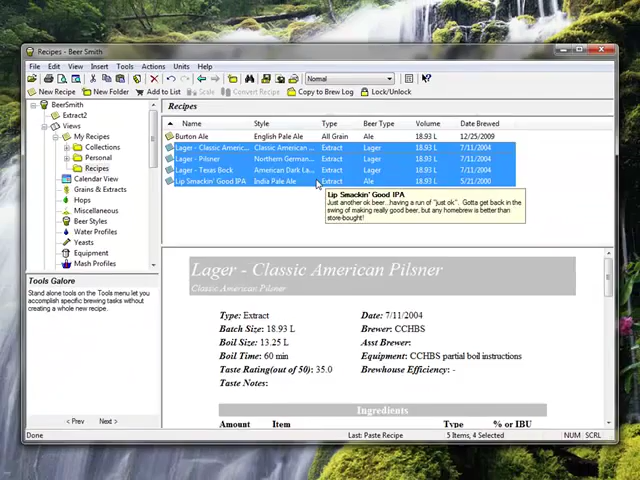 Recipes - Beer Smith
File Edit View Insert Tools Actions Units Help
Normal
New Recipe New Folder Add to List Units Convert Recipe Copy to Brew Log Lock/Unlock
BeerSmith
Extract2
Views
My Recipes
Collections
Personal
Recipes
Calendar View
Grains & Extracts
Hops
Miscellaneous
Beer Styles
Water Profiles
Yeasts
Equipment
Mash Profiles
Tools Galore
Stand alone tools on the Tools menu let you
accomplish specific brewing tasks without
creating a whole new recipe.
< Prev Next >
Recipes
Name Style Type Beer Type Volume Date Brewed
Burton Ale English Pale Ale All Grain Ale 18.93 L 12/25/2009
Lager - Classic Americ... Classic American ... Extract Lager 18.93 L 7/11/2004
Lager - Pilsner Northern German... Extract Lager 18.93 L 7/11/2004
Lager - Texas Bock American Dark La... Extract Lager 18.93 L 7/11/2004
Lip Smackin' Good IPA India Pale Ale Extract Ale 18.93 L 5/21/2000
Lip Smackin' Good IPA
Just another ok beer...having a run of "just ok". Gotta get back in the
swing of making really good beer, but any homebrew is better than
store-bought!
Lager - Classic American Pilsner
Classic American Pilsner
Type: Extract Date: 7/11/2004
Batch Size: 18.93 L Brewer: CCHBS
Boil Size: 13.25 L Asst Brewer:
Boil Time: 60 min Equipment: CCHBS partial boil instructions
Taste Rating(out of 50): 35.0 Brewhouse Efficiency: -
Taste Notes:
Ingredients
Amount Item Type % or IBU
Done Last: Paste Recipe 5 Items, 4 Selected NUM SCRL